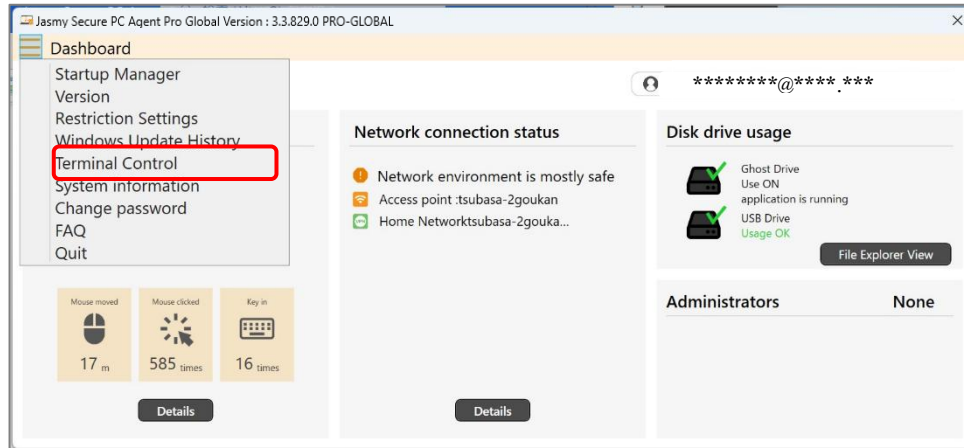 Jasmy Secure PC Agent Pro Global Version : 3.3.829.0 PRO-GLOBAL
Dashboard
Startup Manager
Version
Restriction Settings
Windows Update History
Terminal Control
System information
Change password
FAQ
Quit
********@****.***
Mouse moved
17 m
Mouse clicked
585 times
Key in
16 times
Details
Network connection status
Network environment is mostly safe
Access point :tsubasa-2goukan
Home Networktsubasa-2gouka...
Details
Disk drive usage
Ghost Drive
Use ON
application is running
USB Drive
Usage OK
File Explorer View
Administrators None